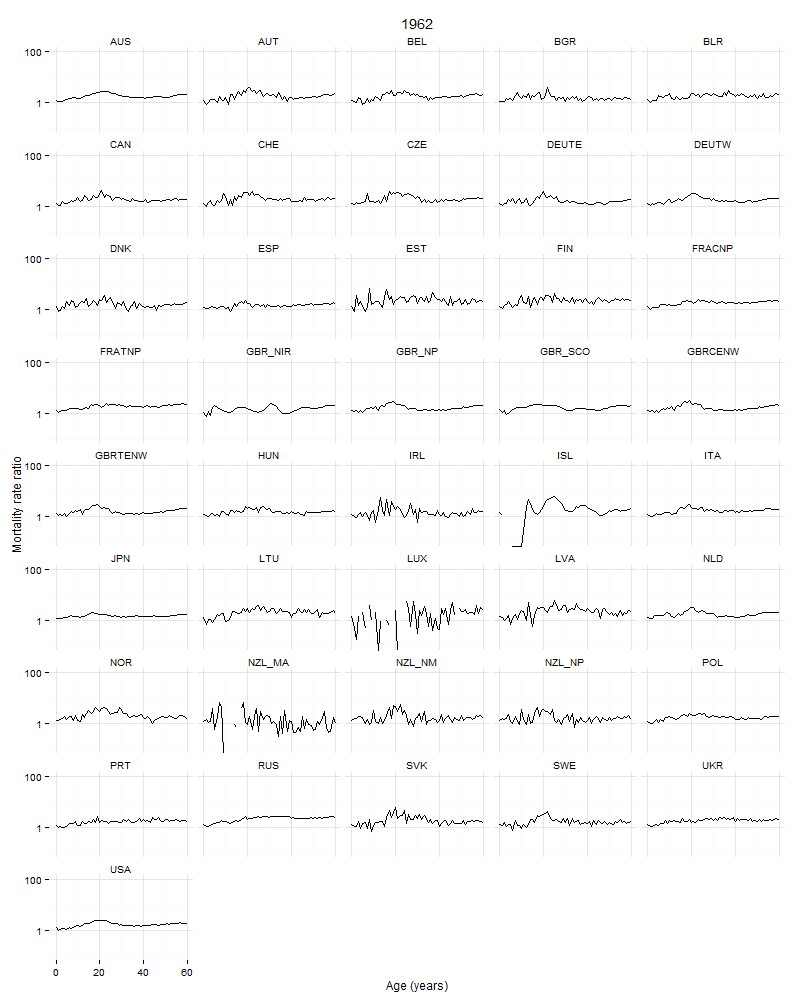 1962
AUS AUT BEL BGR BLR
100
1
CAN CHE CZE DEUTE DEUTW
100
1
DNK ESP EST FIN FRACNP
100
1
FRATNP GBR_NIR GBR_NP GBR_SCO GBRCENW
100
1
GBRTENW HUN IRL ISL ITA
100
1
Mortality rate ratio
JPN LTU LUX LVA NLD
100
1
NOR NZL_MA NZL_NM NZL_NP POL
100
1
PRT RUS SVK SWE UKR
100
1
USA
100
1
0 20 40 60
Age (years)